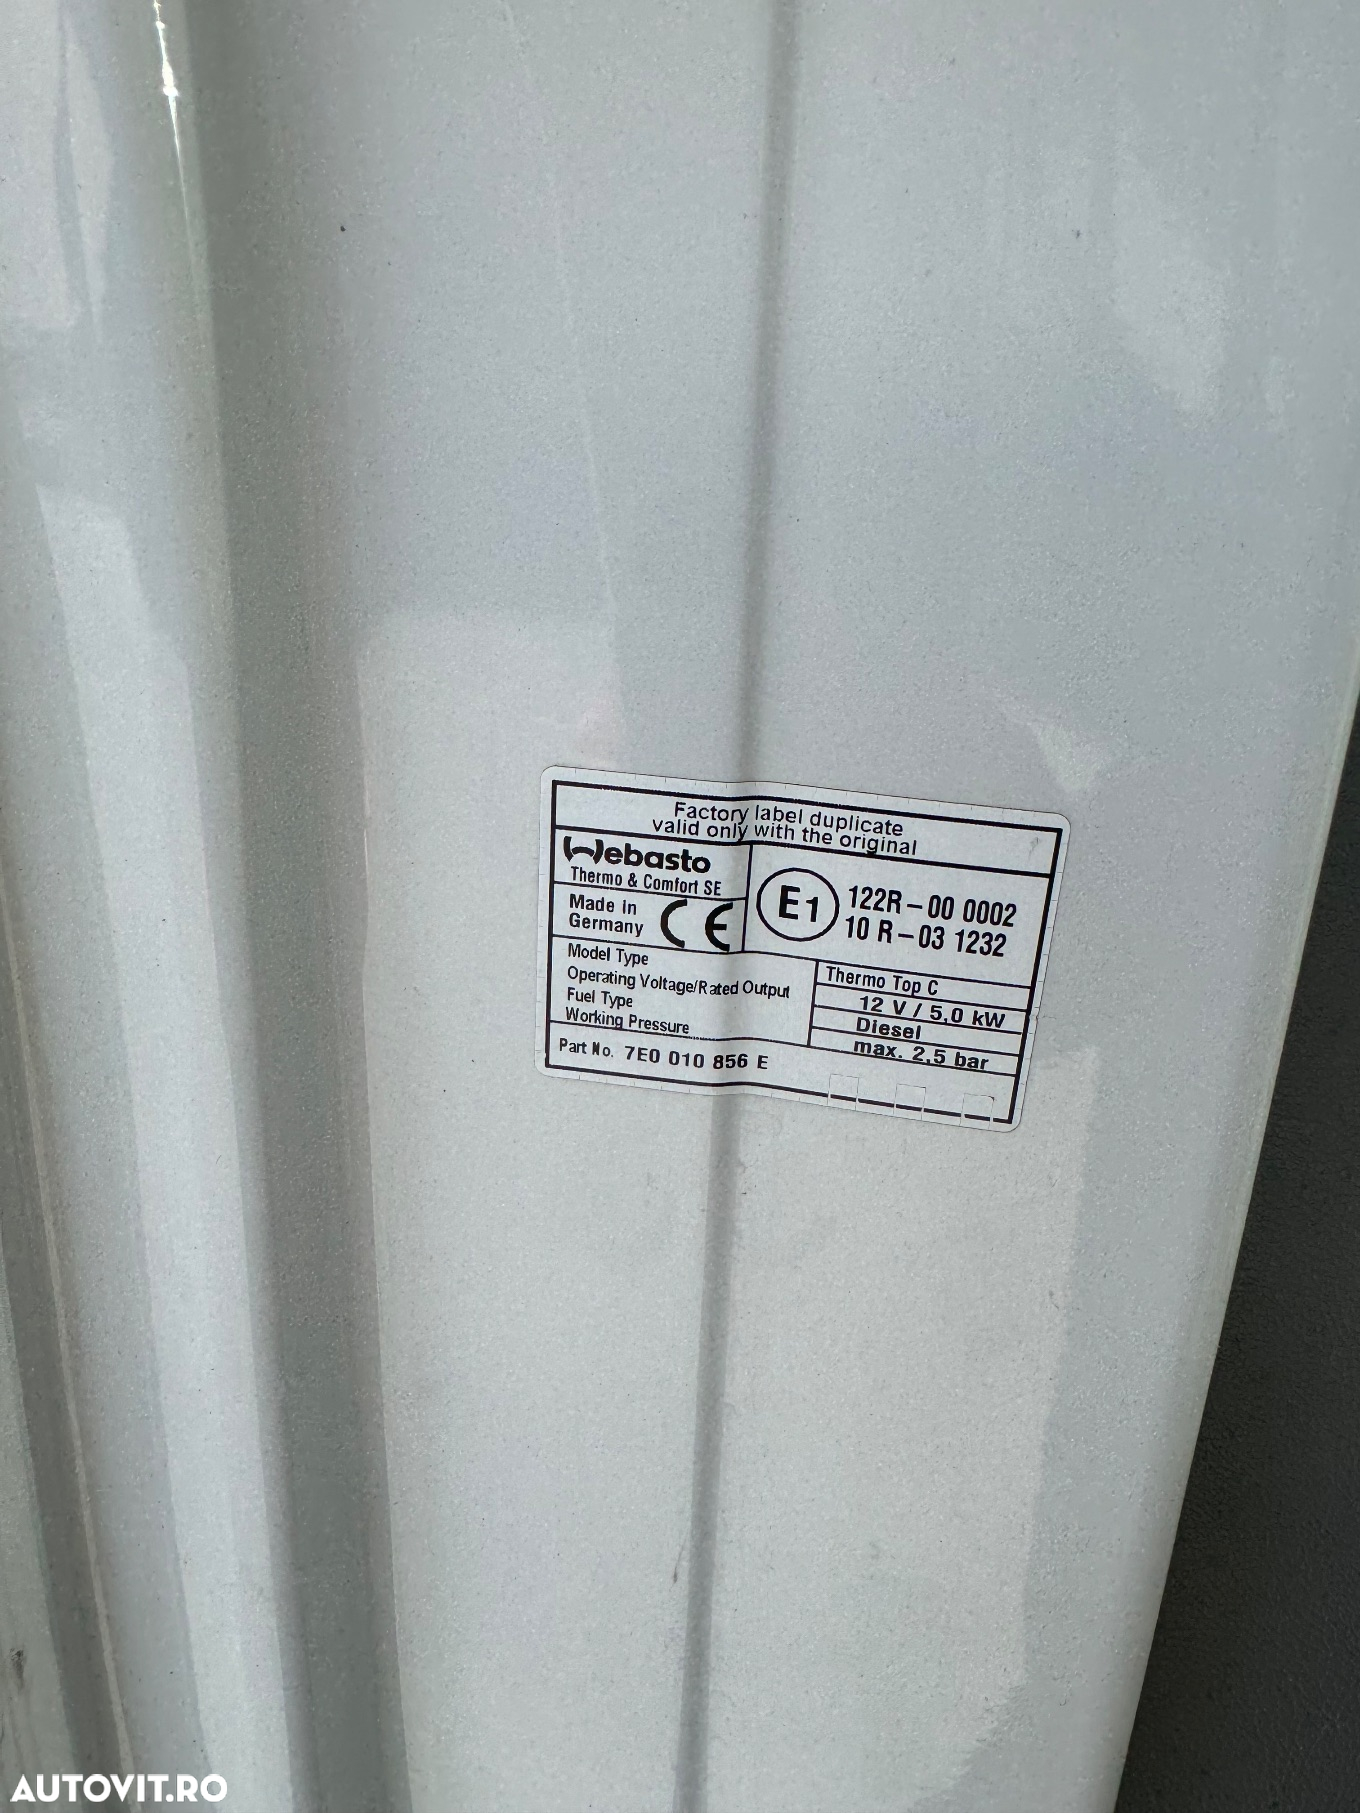 Factory label duplicate
valid only with the original
Webasto
Thermo & Comfort SE
Made in
Germany
CE
E1
122R-00 0002
10 R-03 1232
Model Type
Thermo Top C
Operating Voltage/Rated Output
12 V / 5,0 kW
Fuel Type
Diesel
Working Pressure
max. 2,5 bar
Part No. 7E0 010 856 E
AUTOVIT.RO